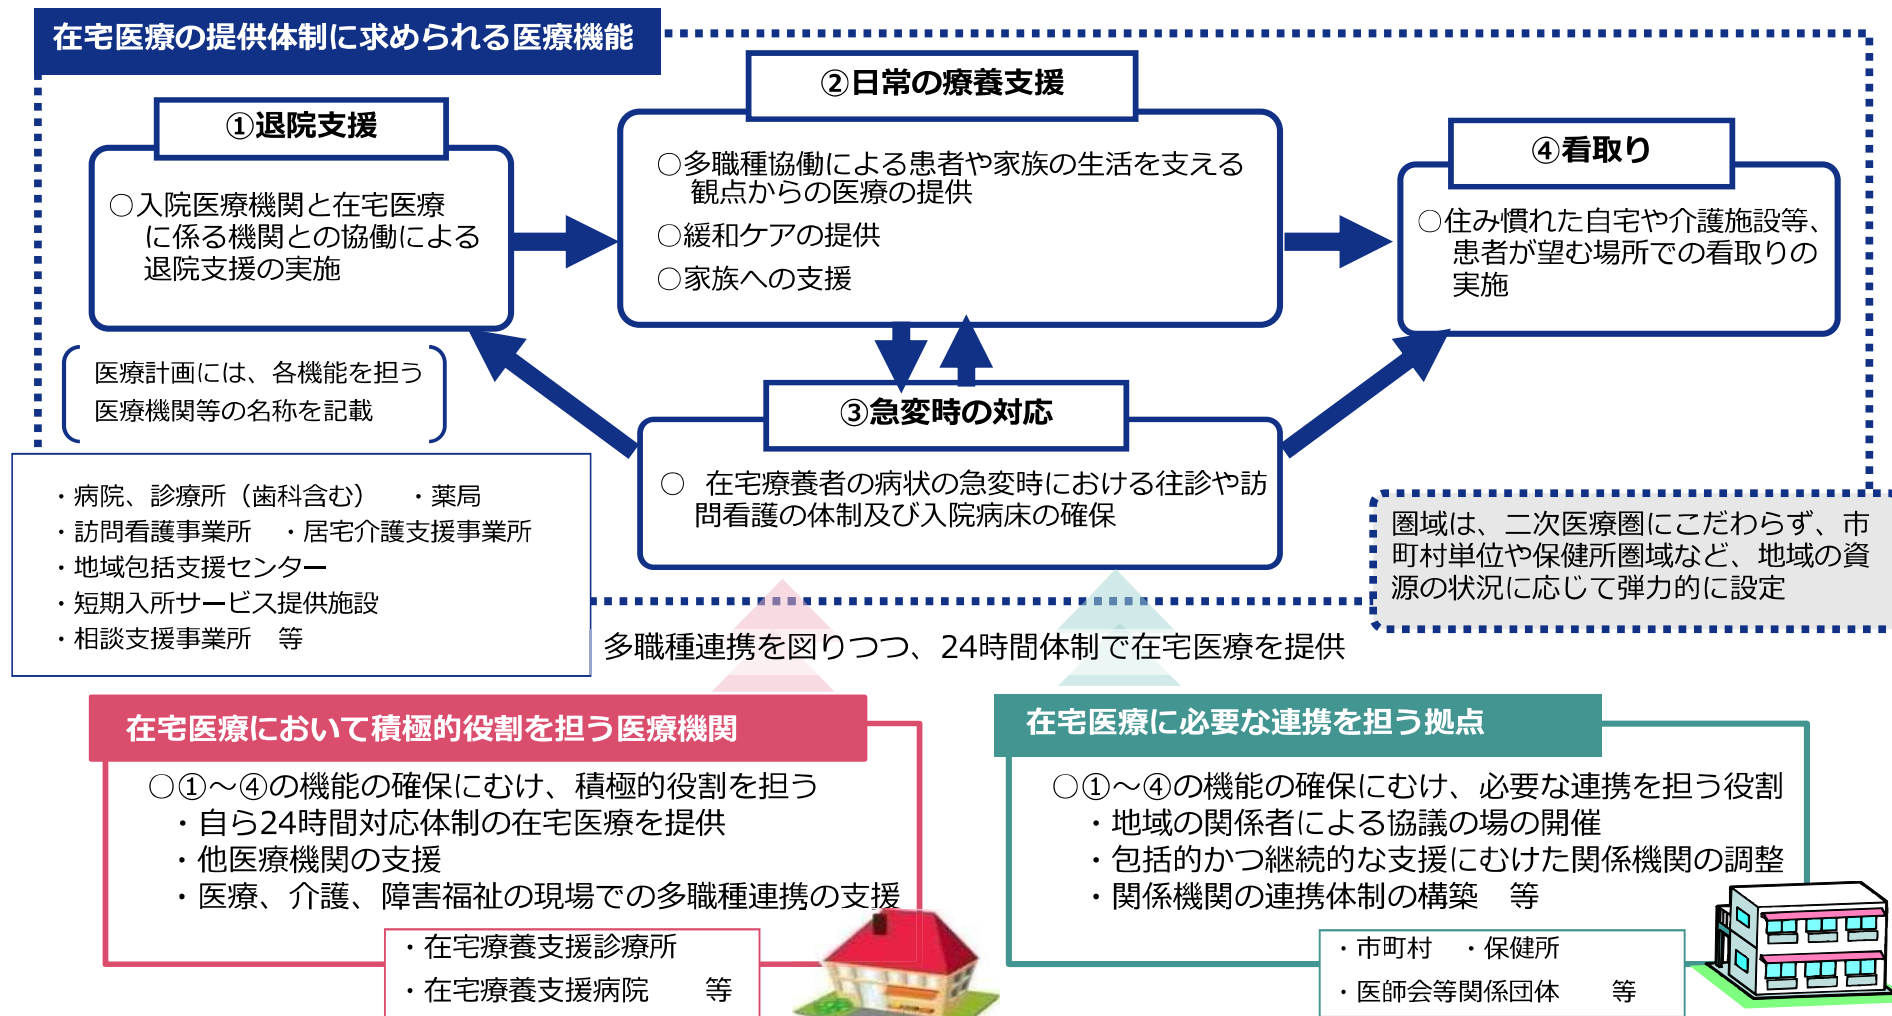 在宅医療の提供体制に求められる医療機能
①退院支援
○入院医療機関と在宅医療
に係る機関との協働による
退院支援の実施
②日常の療養支援
○多職種協働による患者や家族の生活を支える
観点からの医療の提供
○緩和ケアの提供
○家族への支援
④看取り
○住み慣れた自宅や介護施設等、
患者が望む場所での看取りの
実施
医療計画には、各機能を担う
医療機関等の名称を記載
③急変時の対応
○ 在宅療養者の病状の急変時における往診や訪
問看護の体制及び入院病床の確保
・病院、診療所（歯科含む） ・薬局
・訪問看護事業所 ・居宅介護支援事業所
・地域包括支援センター
・短期入所サービス提供施設
・相談支援事業所 等
圏域は、二次医療圏にこだわらず、市
町村単位や保健所圏域など、地域の資
源の状況に応じて弾力的に設定
多職種連携を図りつつ、24時間体制で在宅医療を提供
在宅医療において積極的役割を担う医療機関
○①～④の機能の確保にむけ、積極的役割を担う
・自ら24時間対応体制の在宅医療を提供
・他医療機関の支援
・医療、介護、障害福祉の現場での多職種連携の支援
・在宅療養支援診療所
・在宅療養支援病院 等
在宅医療に必要な連携を担う拠点
○①～④の機能の確保にむけ、必要な連携を担う役割
・地域の関係者による協議の場の開催
・包括的かつ継続的な支援にむけた関係機関の調整
・関係機関の連携体制の構築 等
・市町村 ・保健所
・医師会等関係団体 等